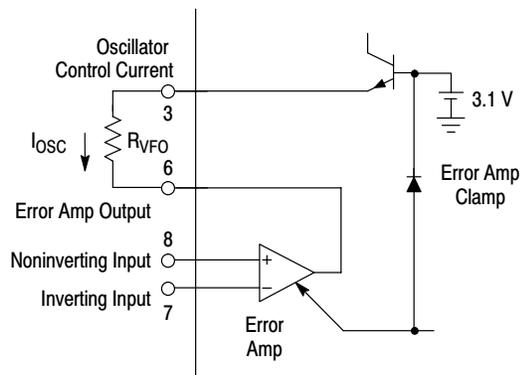 Oscillator
Control Current
3
3.1 V
IOSC
RVFO
6
Error Amp Output
Error Amp
Clamp
8
Noninverting Input
+
Inverting Input
−
7
Error
Amp